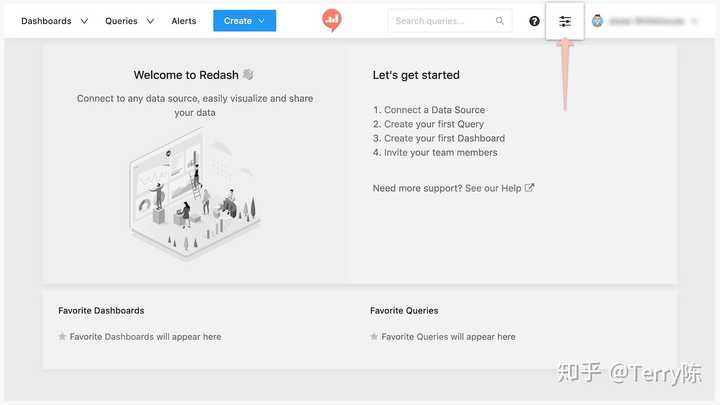 Dashboards Queries Alerts Create Search queries...
Welcome to Redash
Connect to any data source, easily visualize and share
your data
Let's get started
1. Connect a Data Source
2. Create your first Query
3. Create your first Dashboard
4. Invite your team members
Need more support? See our Help
Favorite Dashboards
Favorite Dashboards will appear here
Favorite Queries
Favorite Queries will appear here
知乎 @Terry陈